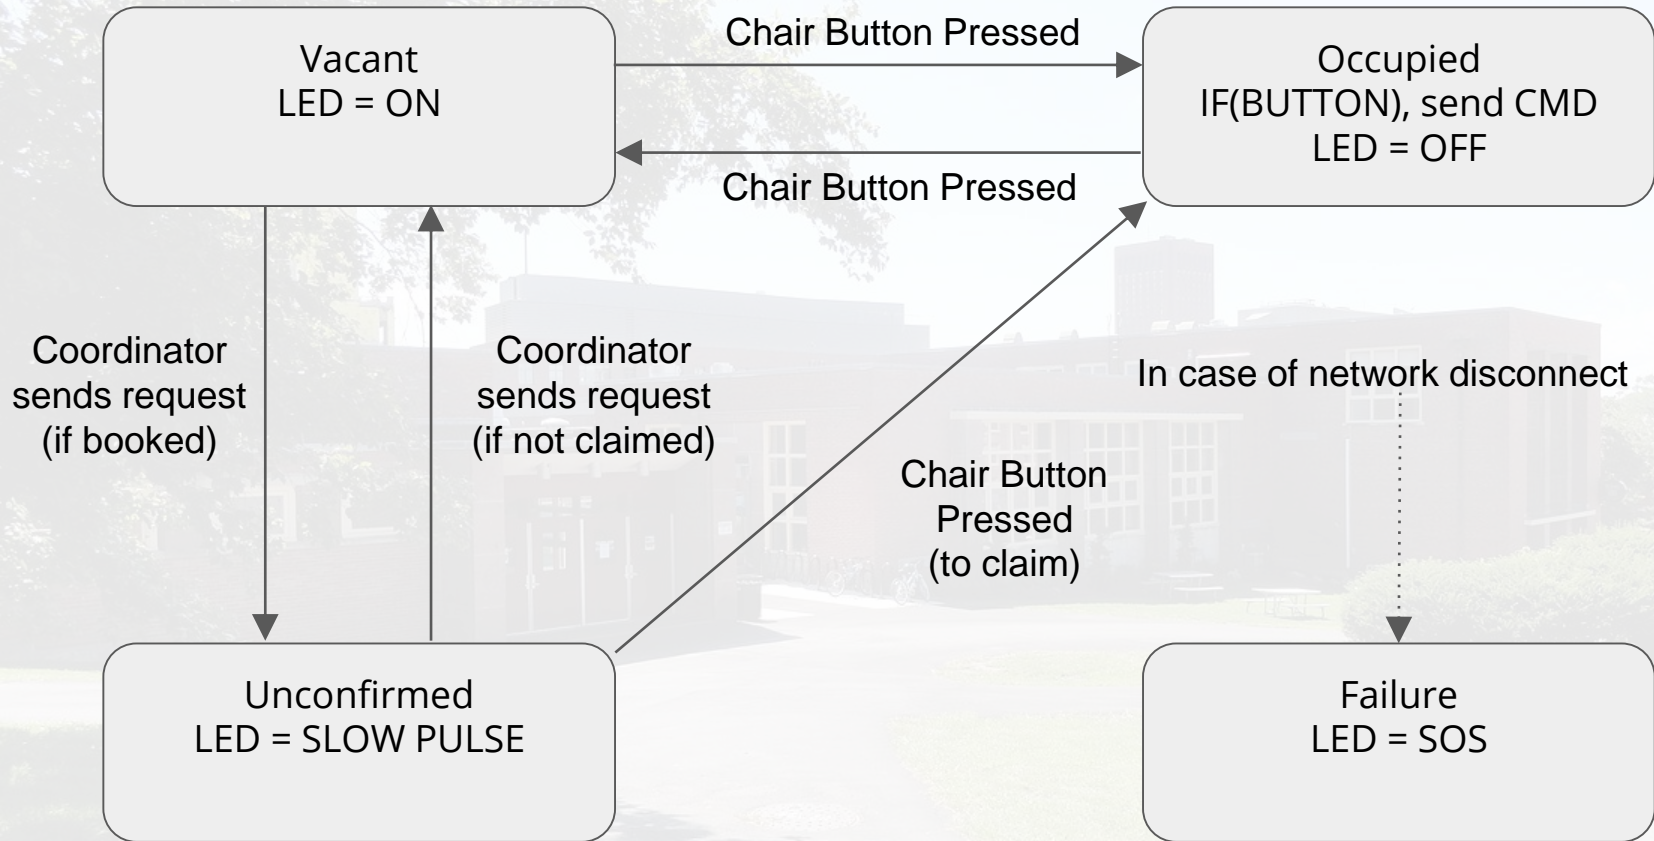 Vacant
LED = ON
Chair Button Pressed
Occupied
IF(BUTTON), send CMD
LED = OFF
Chair Button Pressed
Coordinator
sends request
(if booked)
Coordinator
sends request
(if not claimed)
In case of network disconnect
Chair Button
Pressed
(to claim)
Unconfirmed
LED = SLOW PULSE
Failure
LED = SOS